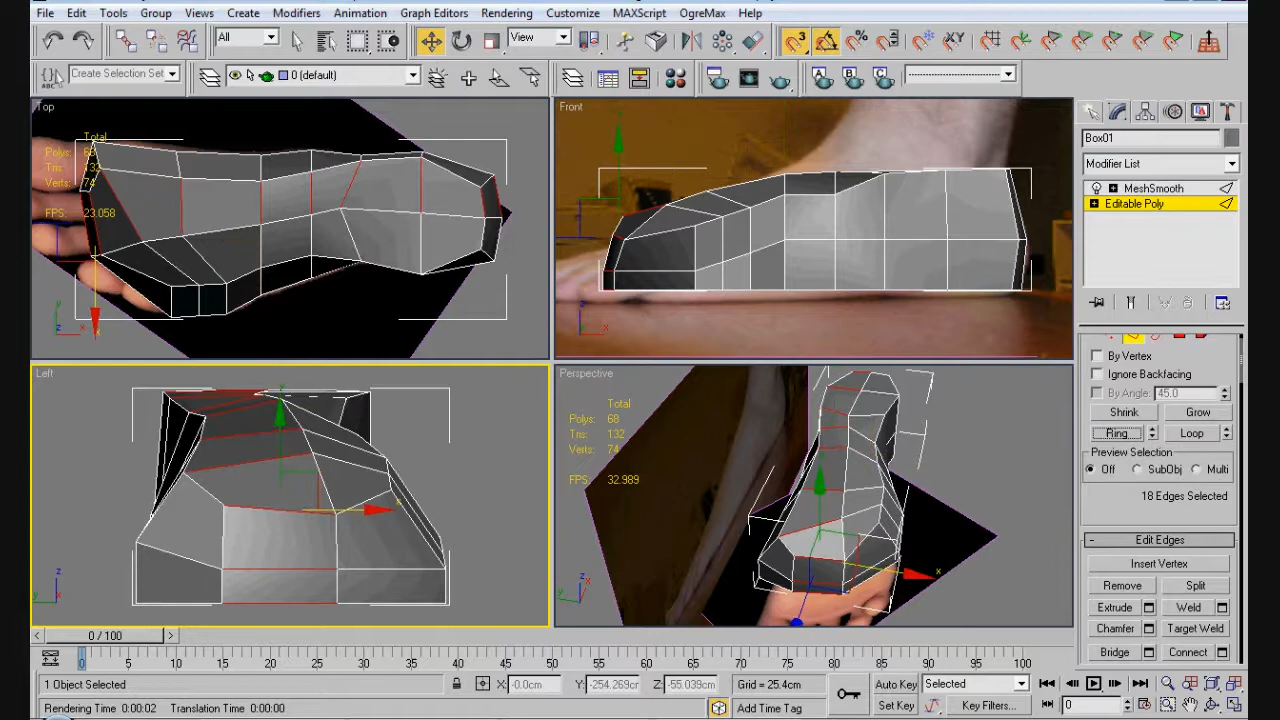 File Edit Tools Group Views Create Modifiers Animation Graph Editors Rendering Customize MAXScript OgreMax Help
All View 3
Create Selection Set 0 (default) A B C
Top
Total
Polys: 68
Tris: 132
Verts: 74
FPS: 23.058
Front
Left
Perspective
Total
Polys: 68
Tris: 132
Verts: 74
FPS: 32.989
Box01
Modifier List
MeshSmooth
Editable Poly
By Vertex
Ignore Backfacing
By Angle: 45.0
Shrink Grow
Ring Loop
Preview Selection
Off SubObj Multi
18 Edges Selected
Edit Edges
Insert Vertex
Remove Split
Extrude Weld
Chamfer Target Weld
Bridge Connect
0 / 100
0 5 10 15 20 25 30 35 40 45 50 55 60 65 70 75 80 85 90 95 100
1 Object Selected X: -0.0cm Y: -254.269cm Z: -55.039cm Grid = 25.4cm Auto Key Selected
Rendering Time 0:00:02 Translation Time 0:00:00 Add Time Tag Set Key Key Filters... 0